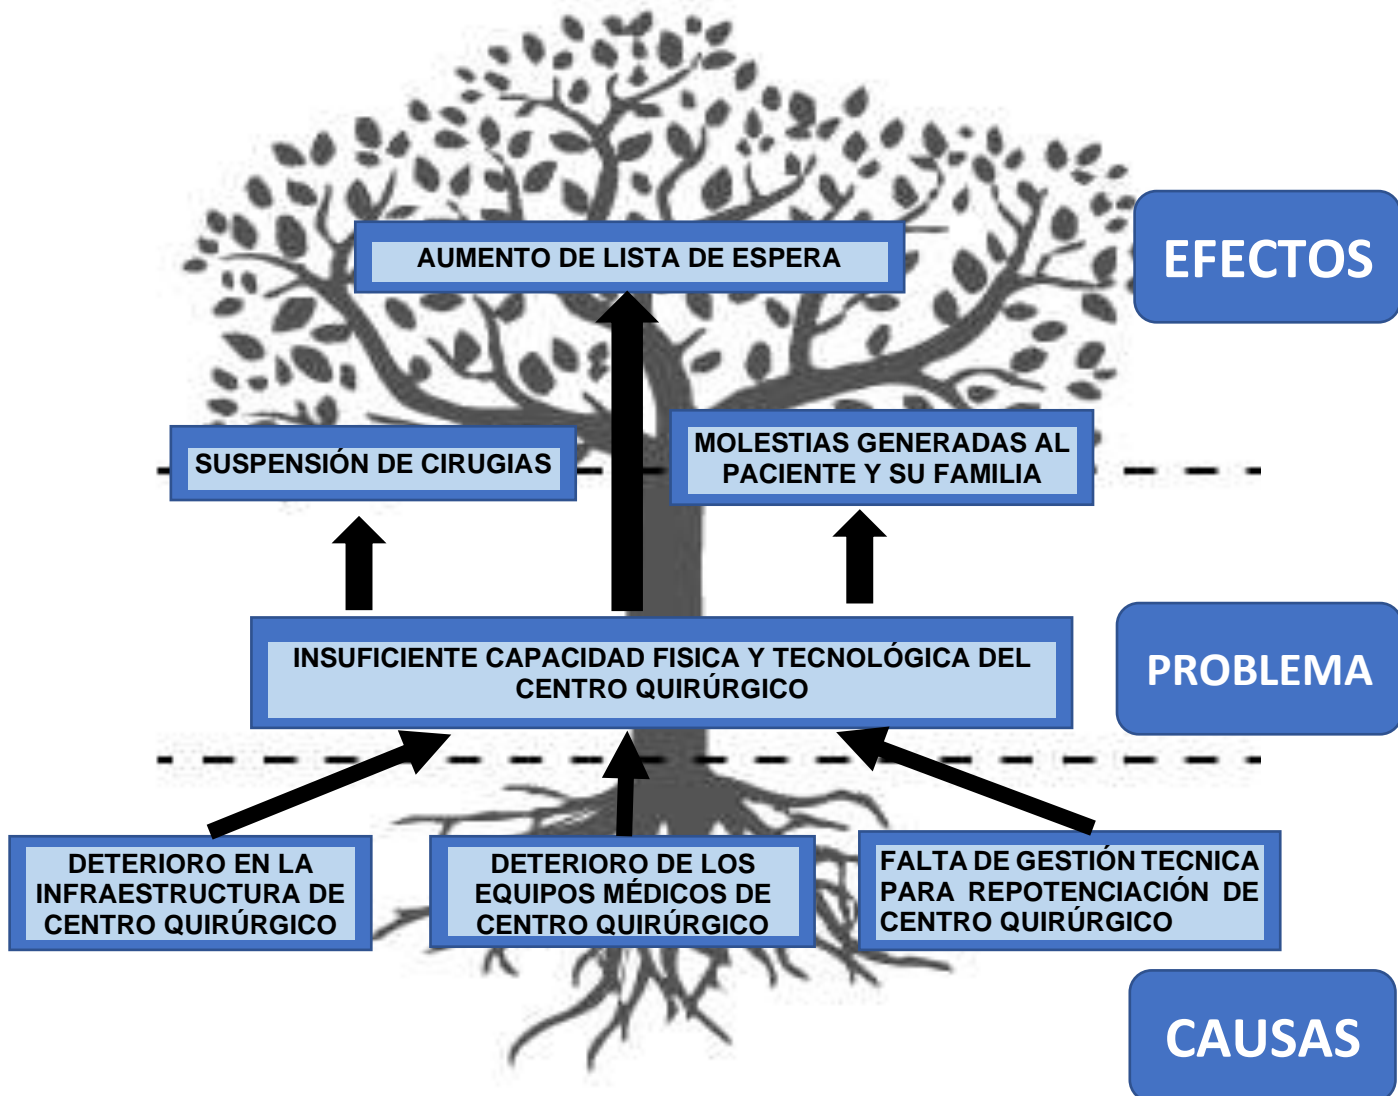 AUMENTO DE LISTA DE ESPERA
EFECTOS
SUSPENSIÓN DE CIRUGIAS
MOLESTIAS GENERADAS AL
PACIENTE Y SU FAMILIA
INSUFICIENTE CAPACIDAD FISICA Y TECNOLÓGICA DEL
CENTRO QUIRÚRGICO
PROBLEMA
DETERIORO EN LA
INFRAESTRUCTURA DE
CENTRO QUIRÚRGICO
DETERIORO DE LOS
EQUIPOS MÉDICOS DE
CENTRO QUIRÚRGICO
FALTA DE GESTIÓN TECNICA
PARA REPOTENCIACIÓN DE
CENTRO QUIRÚRGICO
CAUSAS